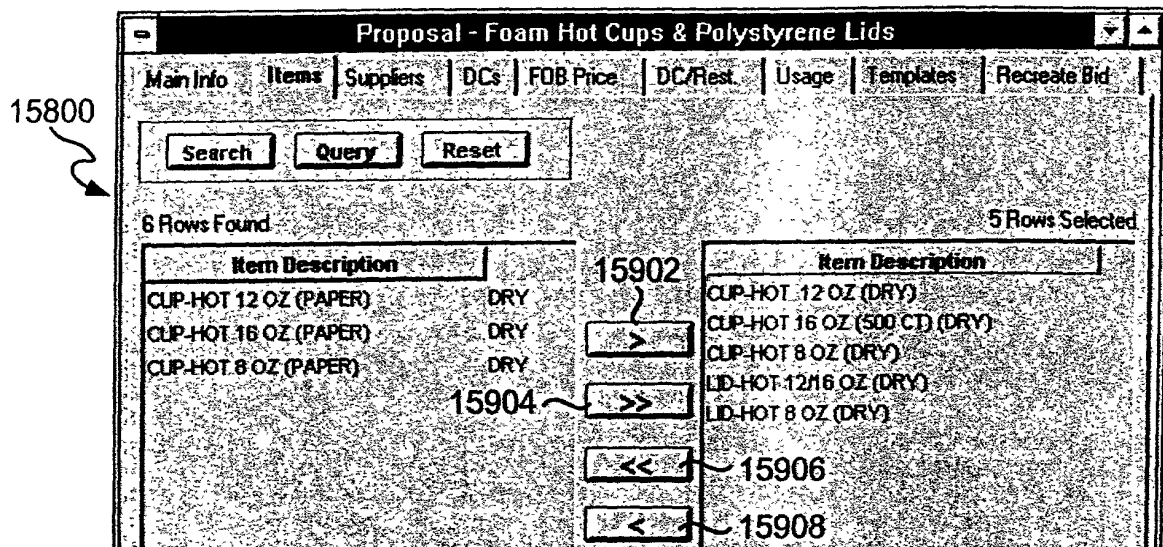 Proposal - Foam Hot Cups & Polystyrene Lids
Main Info Items Suppliers DCs FOB Price DC/Rest. Usage Templates Recreate Bid
15800
Search Query Reset
6 Rows Found
5 Rows Selected
Item Description
CUP-HOT 12 OZ (PAPER) DRY
CUP-HOT 16 OZ (PAPER) DRY
CUP-HOT 8 OZ (PAPER) DRY
15902
>
15904
>>
<<
15906
<
15908
Item Description
CUP-HOT 12 OZ (DRY)
CUP-HOT 16 OZ (500 CT) (DRY)
CUP-HOT 8 OZ (DRY)
LID-HOT 12/16 OZ (DRY)
LID-HOT 8 OZ (DRY)